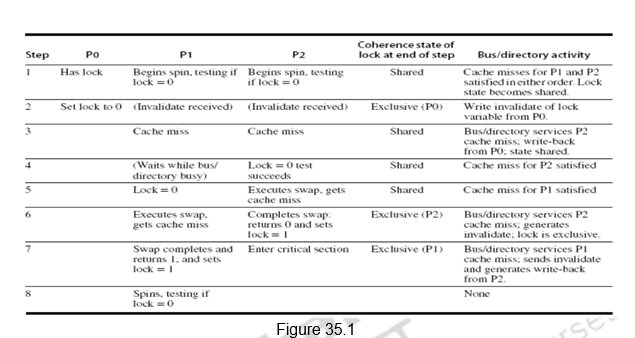 Step P0 P1 P2 Coherence state of lock at end of step Bus/directory activity
1 Has lock Begins spin, testing if lock = 0 Begins spin, testing if lock = 0 Shared Cache misses for P1 and P2 satisfied in either order. Lock state becomes shared.
2 Set lock to 0 (Invalidate received) (Invalidate received) Exclusive (P0) Write invalidate of lock variable from P0.
3 Cache miss Cache miss Shared Bus/directory services P2 cache miss; write-back from P0; state shared.
4 (Waits while bus/ directory busy) Lock = 0 test succeeds Shared Cache miss for P2 satisfied
5 Lock = 0 Executes swap, gets cache miss Shared Cache miss for P1 satisfied
6 Executes swap, gets cache miss Completes swap: returns 0 and sets lock = 1 Exclusive (P2) Bus/directory services P2 cache miss; generates invalidate; lock is exclusive.
7 Swap completes and returns 1, and sets lock = 1 Enter critical section Exclusive (P1) Bus/directory services P1 cache miss; sends invalidate and generates write-back from P2.
8 Spins, testing if lock = 0 None
Figure 35.1